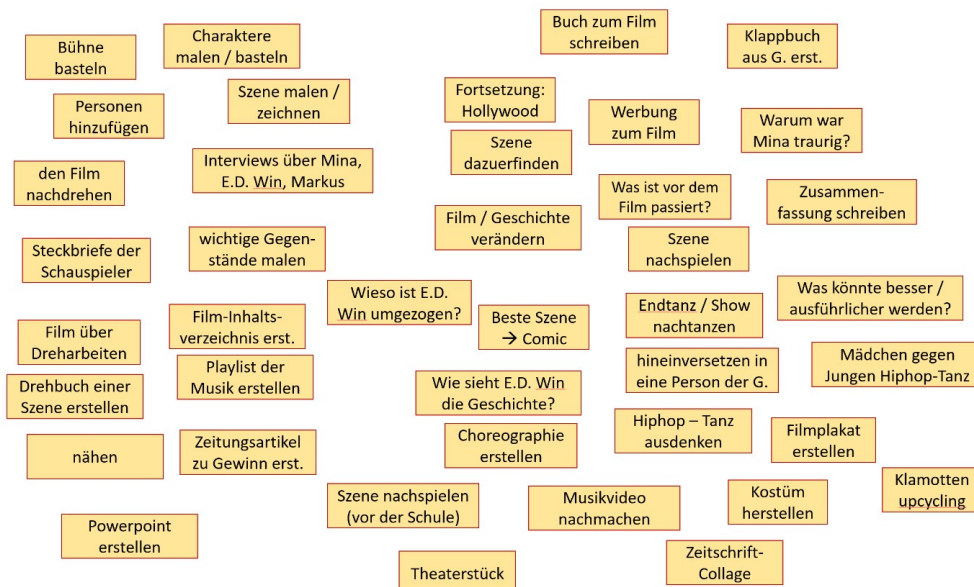 Bühne
basteln
Charaktere
malen / basteln
Buch zum Film
schreiben
Klappbuch
aus G. erst.
Personen
hinzufügen
Szene malen /
zeichnen
Fortsetzung:
Hollywood
Werbung
zum Film
Warum war
Mina traurig?
den Film
nachdrehen
Interviews über Mina,
E.D. Win, Markus
Szene
dazuerfinden
Was ist vor dem
Film passiert?
Zusammen-
fassung schreiben
Steckbriefe der
Schauspieler
wichtige Gegen-
stände malen
Film / Geschichte
verändern
Szene
nachspielen
Wieso ist E.D.
Win umgezogen?
Was könnte besser /
ausführlicher werden?
Film über
Dreharbeiten
Film-Inhalts-
verzeichnis erst.
Beste Szene
→ Comic
Endtanz / Show
nachtanzen
Drehbuch einer
Szene erstellen
Playlist der
Musik erstellen
Wie sieht E.D. Win
die Geschichte?
hineinversetzen in
eine Person der G.
Mädchen gegen
Jungen Hiphop-Tanz
nähen
Zeitungsartikel
zu Gewinn erst.
Choreographie
erstellen
Hiphop – Tanz
ausdenken
Filmplakat
erstellen
Powerpoint
erstellen
Szene nachspielen
(vor der Schule)
Musikvideo
nachmachen
Kostüm
herstellen
Klamotten
upcycling
Theaterstück
Zeitschrift-
Collage